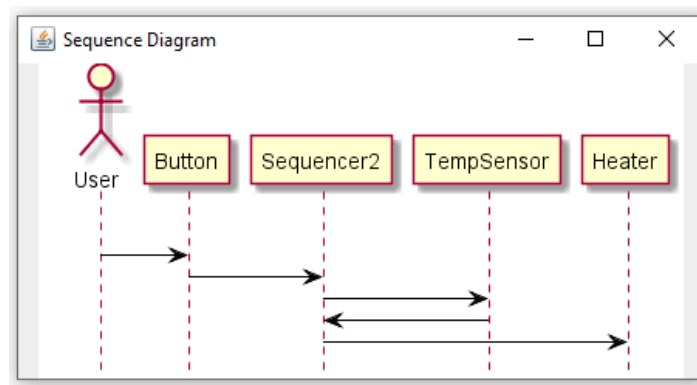 Sequence Diagram
User
Button
Sequencer2
TempSensor
Heater